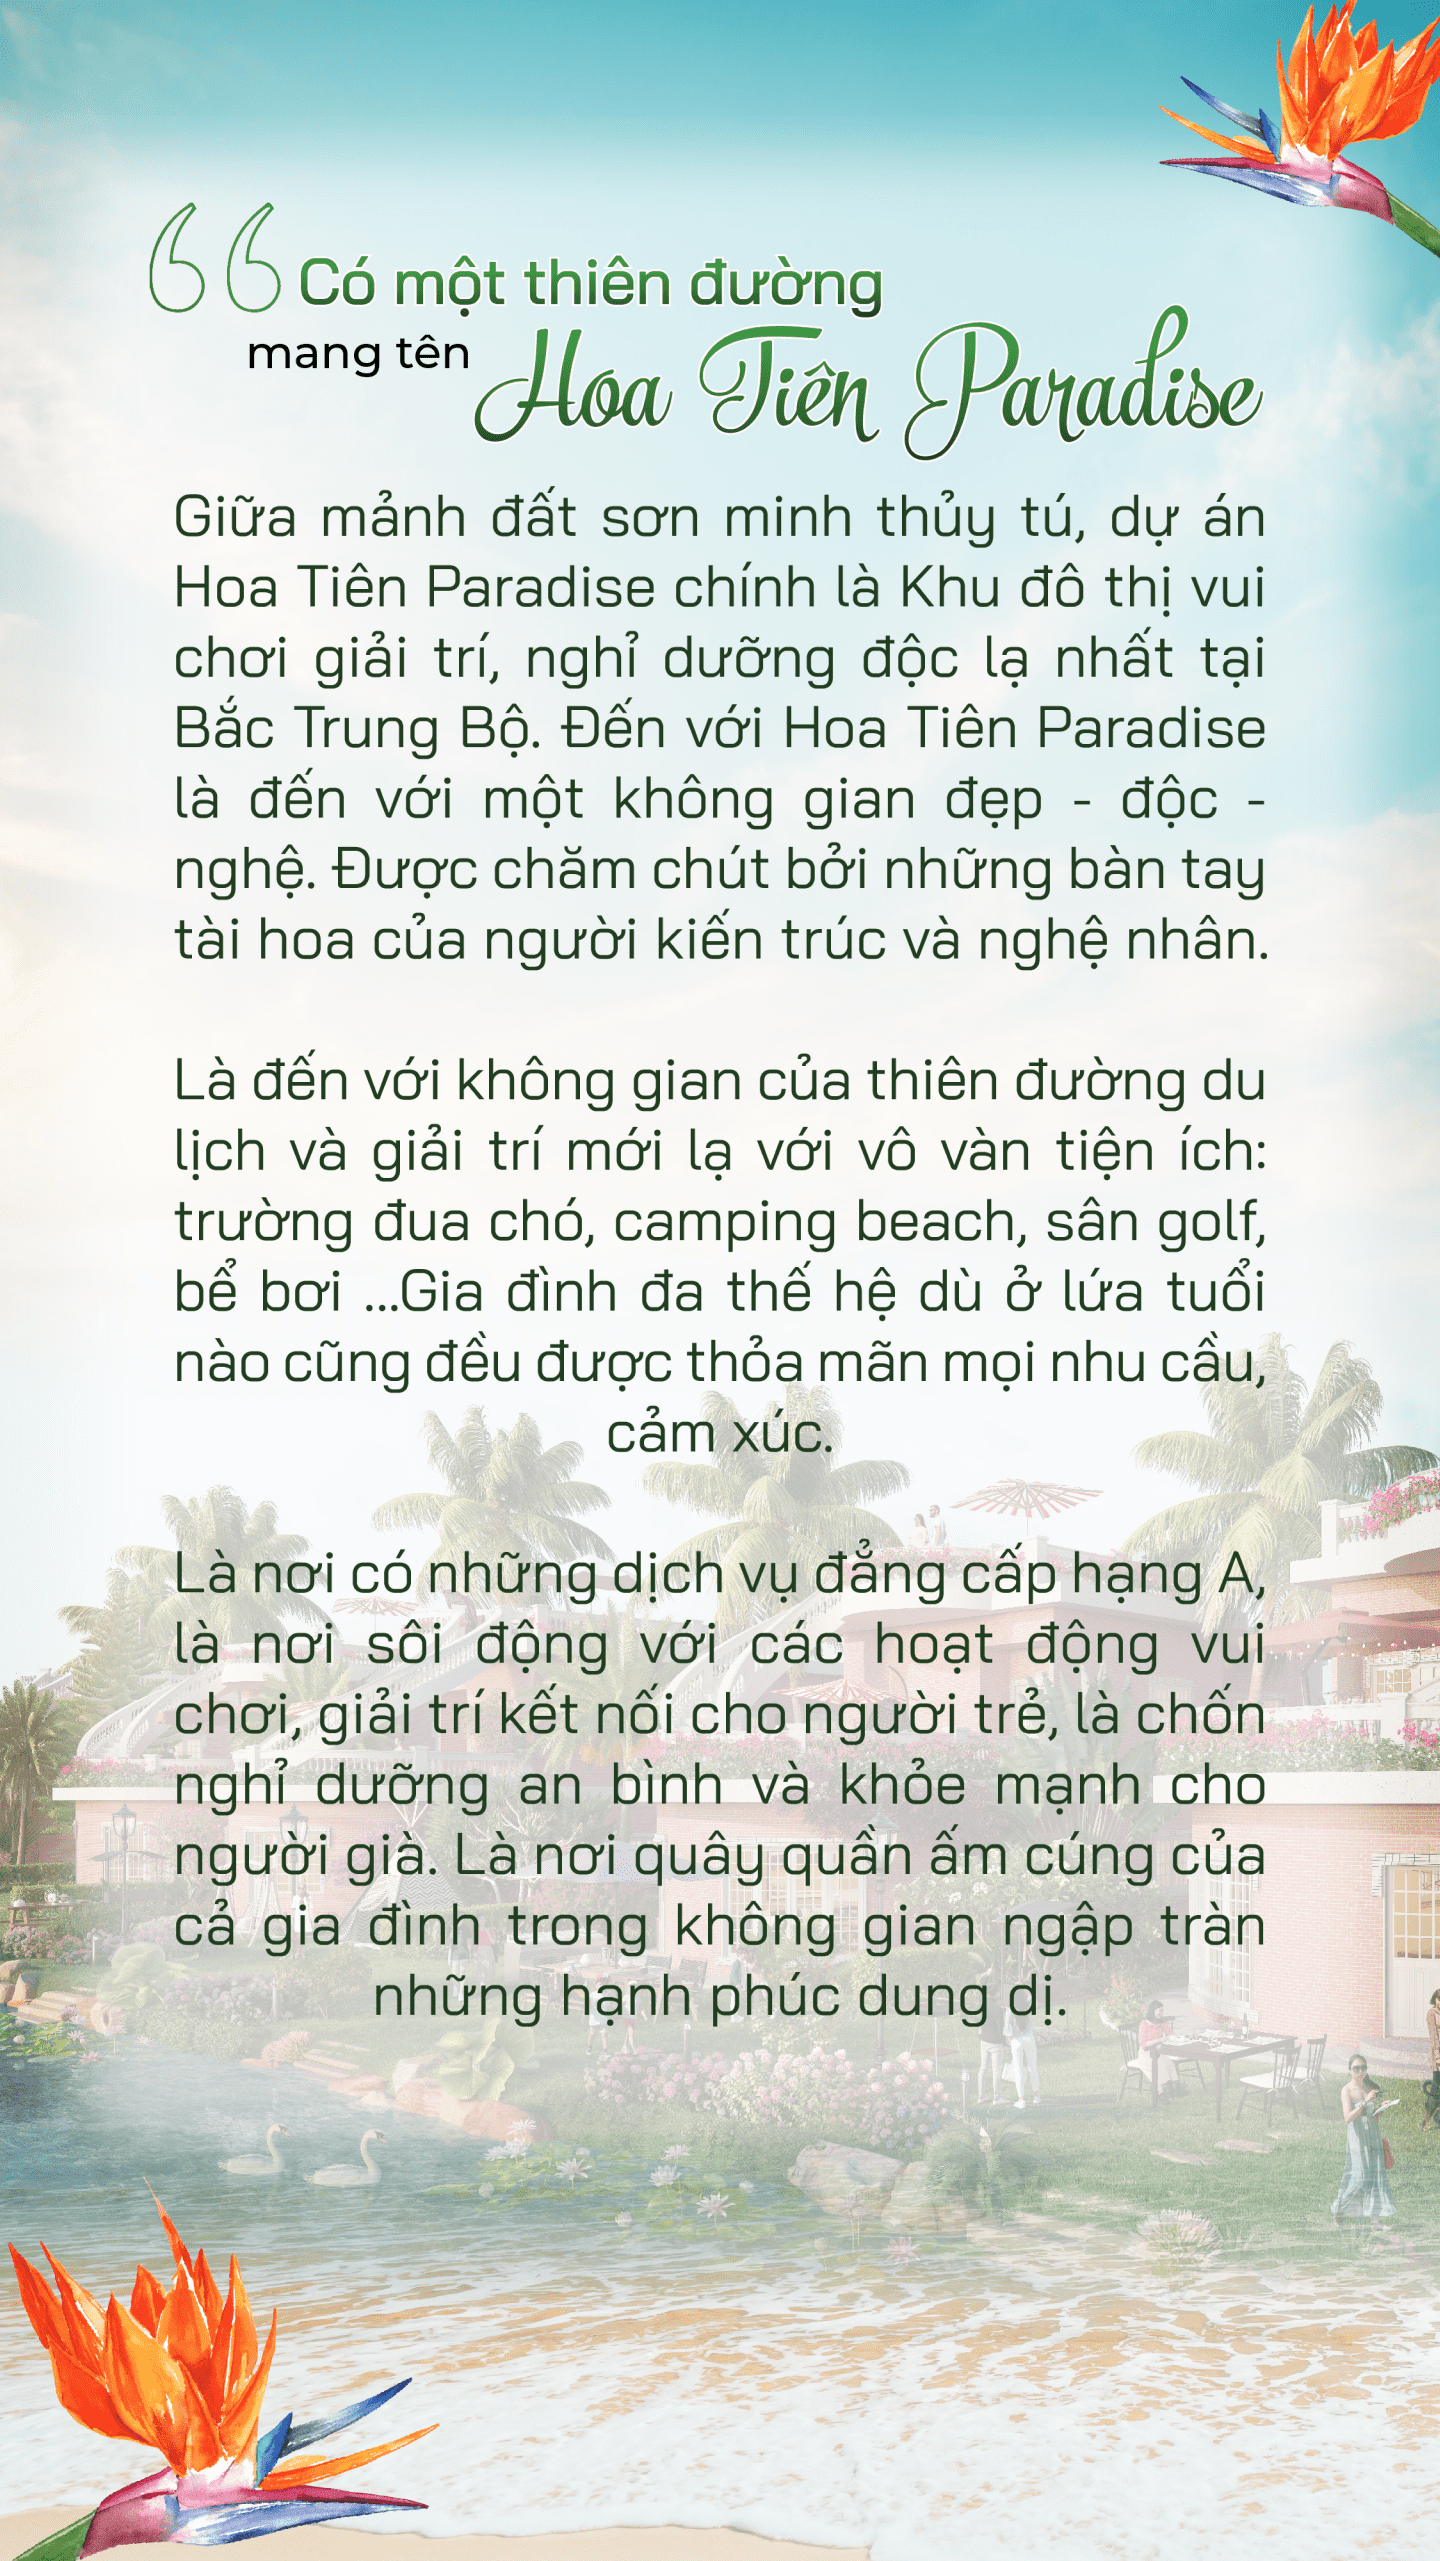 “Có một thiên đường
mang tên Hoa Tiên Paradise
Giữa mảnh đất sơn minh thủy tú, dự án
Hoa Tiên Paradise chính là Khu đô thị vui
chơi giải trí, nghỉ dưỡng độc lạ nhất tại
Bắc Trung Bộ. Đến với Hoa Tiên Paradise
là đến với một không gian đẹp - độc -
nghệ. Được chăm chút bởi những bàn tay
tài hoa của người kiến trúc và nghệ nhân.
Là đến với không gian của thiên đường du
lịch và giải trí mới lạ với vô vàn tiện ích:
trường đua chó, camping beach, sân golf,
bể bơi ...Gia đình đa thế hệ dù ở lứa tuổi
nào cũng đều được thỏa mãn mọi nhu cầu,
cảm xúc.
Là nơi có những dịch vụ đẳng cấp hạng A,
là nơi sôi động với các hoạt động vui
chơi, giải trí kết nối cho người trẻ, là chốn
nghỉ dưỡng an bình và khỏe mạnh cho
người già. Là nơi quây quần ấm cúng của
cả gia đình trong không gian ngập tràn
những hạnh phúc dung dị.